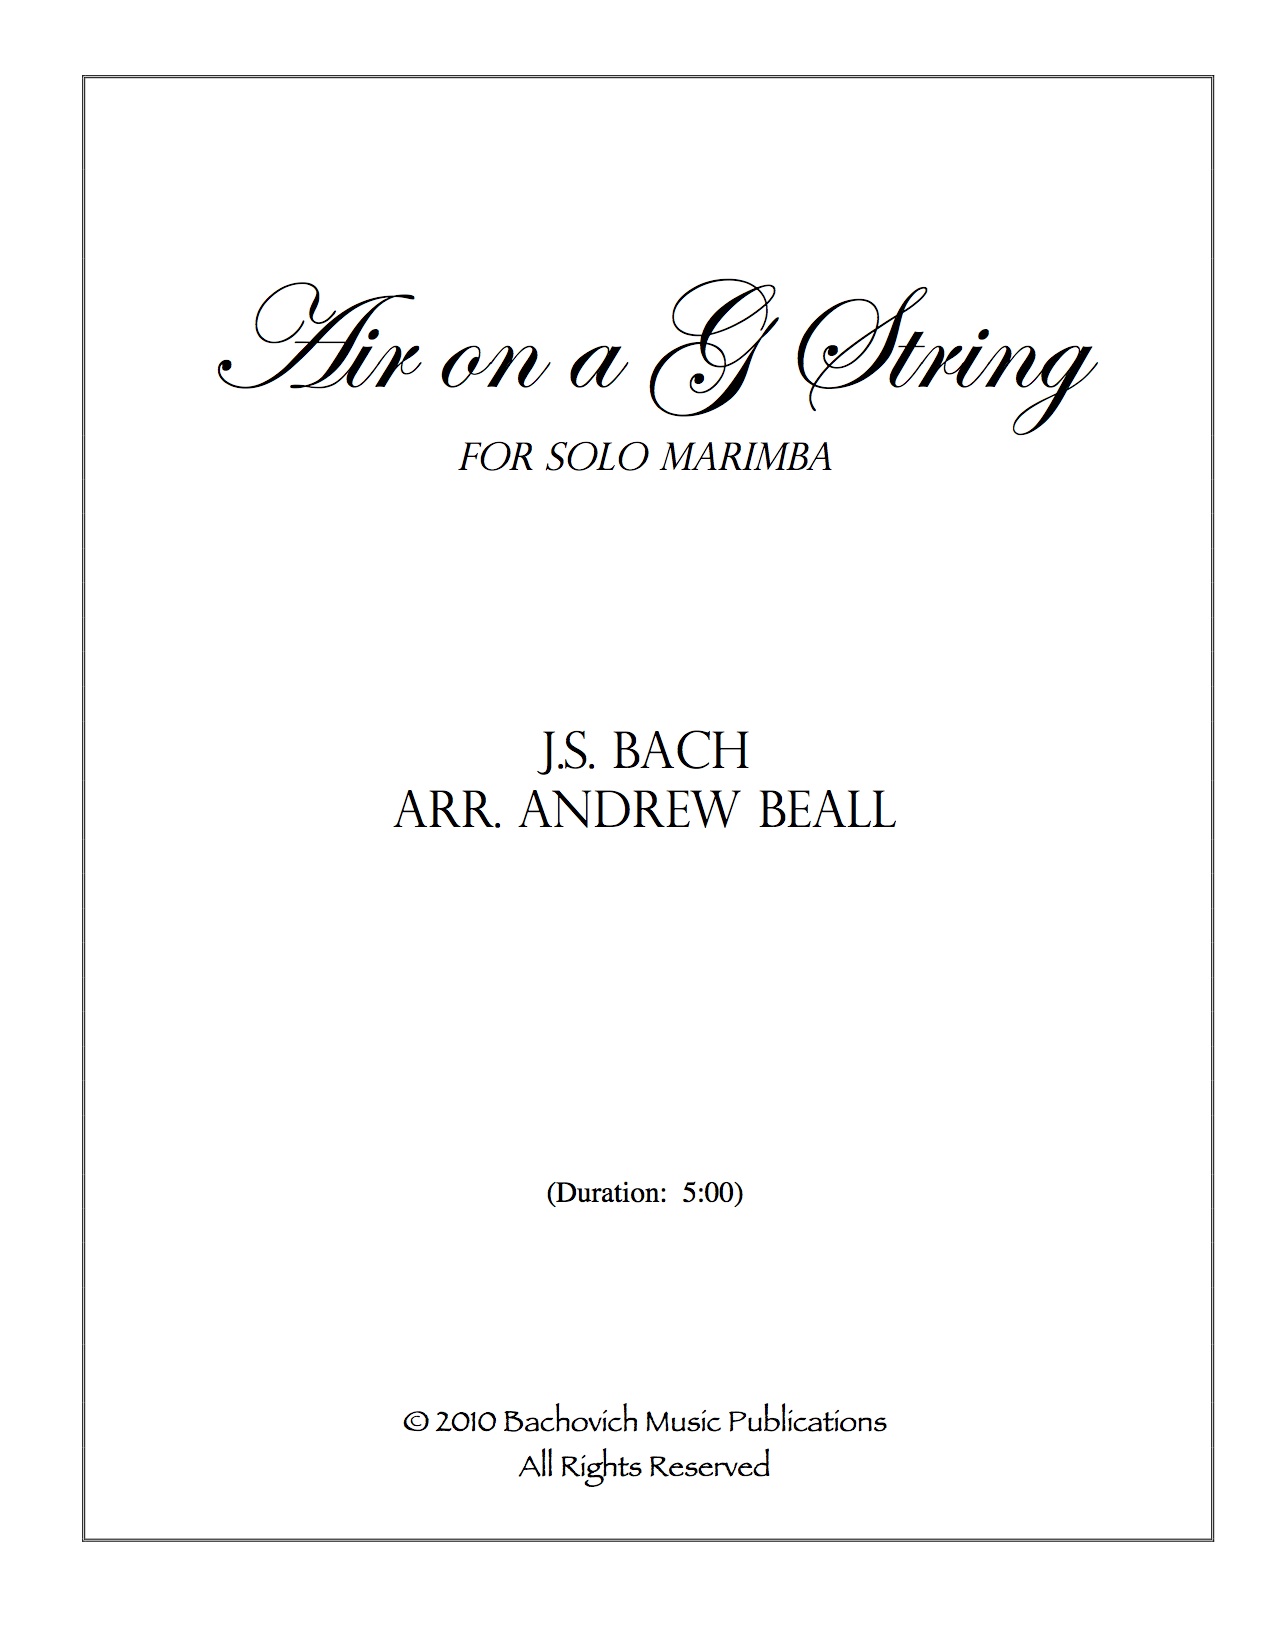 Air on a G String
FOR SOLO MARIMBA
J.S. BACH
ARR. ANDREW BEALL
(Duration: 5:00)
© 2010 Bachovich Music Publications
All Rights Reserved